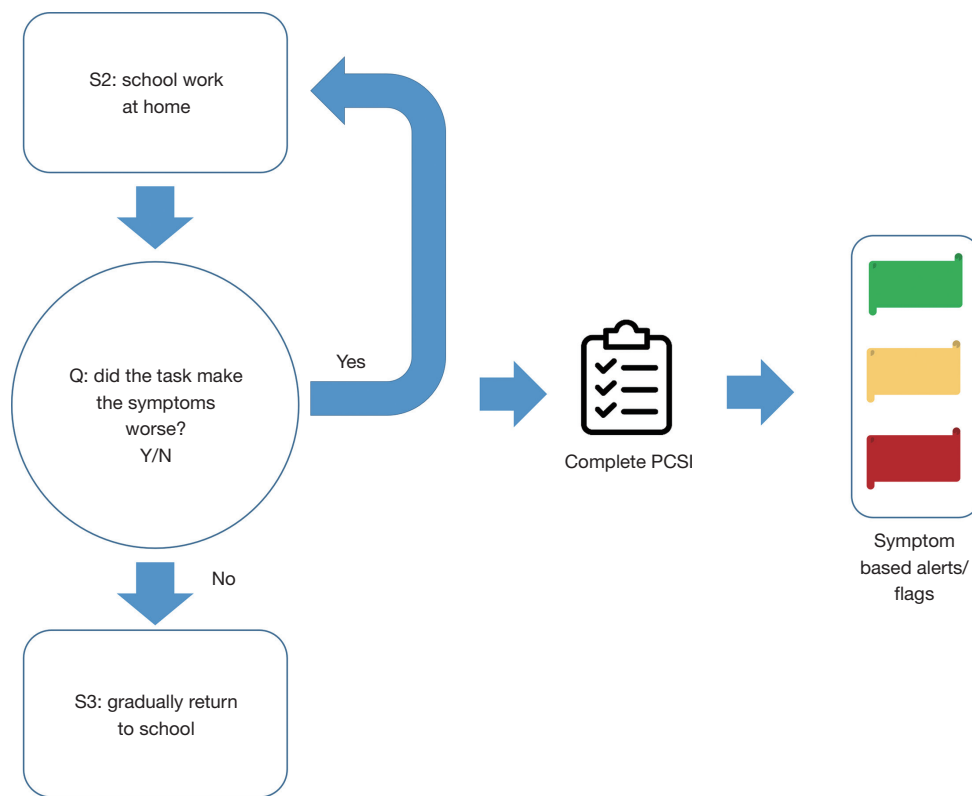 S2: school work
at home
Q: did the task make
the symptoms
worse?
Y/N
Yes
No
S3: gradually return
to school
Complete PCSI
Symptom
based alerts/
flags